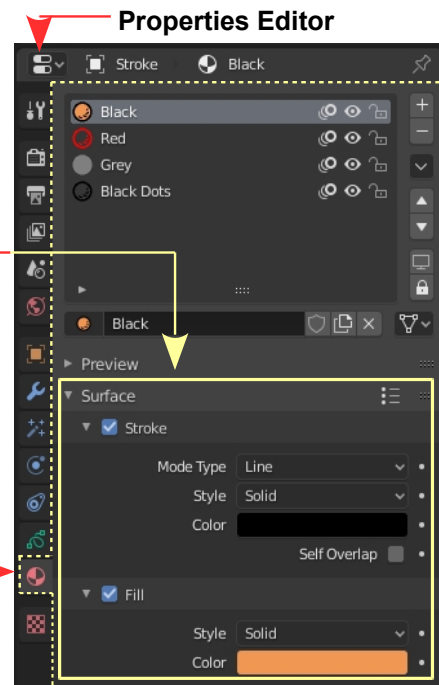 Properties Editor
Stroke Black
Black
Red
Grey
Black Dots
Black
Preview
Surface
Stroke
Mode Type Line
Style Solid
Color
Self Overlap
Fill
Style Solid
Color